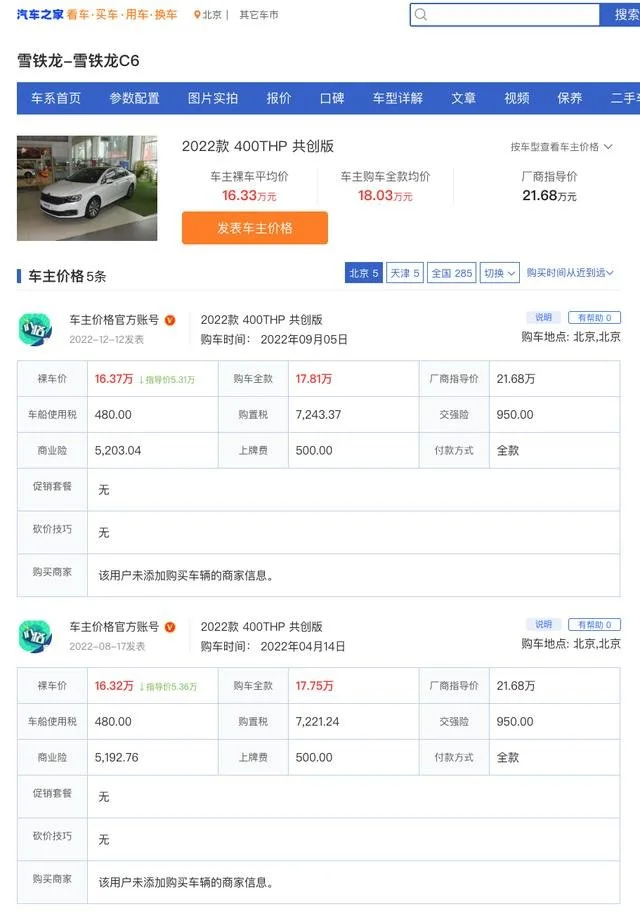 汽车之家 看车·买车·用车·换车 北京 | 其它车市 搜索
雪铁龙-雪铁龙C6
车系首页 参数配置 图片实拍 报价 口碑 车型详解 文章 视频 保养 二手车
2022款 400THP 共创版 按车型查看车主价格
车主裸车平均价 车主购车全款均价 厂商指导价
16.33万元 18.03万元 21.68万元
发表车主价格
车主价格 5条 北京 5 天津 5 全国 285 切换 购买时间从近到远
车主价格官方账号 V 2022款 400THP 共创版 说明 有帮助 0
2022-12-12发表 购车时间： 2022年09月05日 购车地点: 北京,北京
裸车价 16.37万 ↓指导价5.31万 购车全款 17.81万 厂商指导价 21.68万
车船使用税 480.00 购置税 7,243.37 交强险 950.00
商业险 5,203.04 上牌费 500.00 付款方式 全款
促销套餐 无
砍价技巧 无
购买商家 该用户未添加购买车辆的商家信息。
车主价格官方账号 V 2022款 400THP 共创版 说明 有帮助 0
2022-08-17发表 购车时间： 2022年04月14日 购车地点: 北京,北京
裸车价 16.32万 ↓指导价5.36万 购车全款 17.75万 厂商指导价 21.68万
车船使用税 480.00 购置税 7,221.24 交强险 950.00
商业险 5,192.76 上牌费 500.00 付款方式 全款
促销套餐 无
砍价技巧 无
购买商家 该用户未添加购买车辆的商家信息。